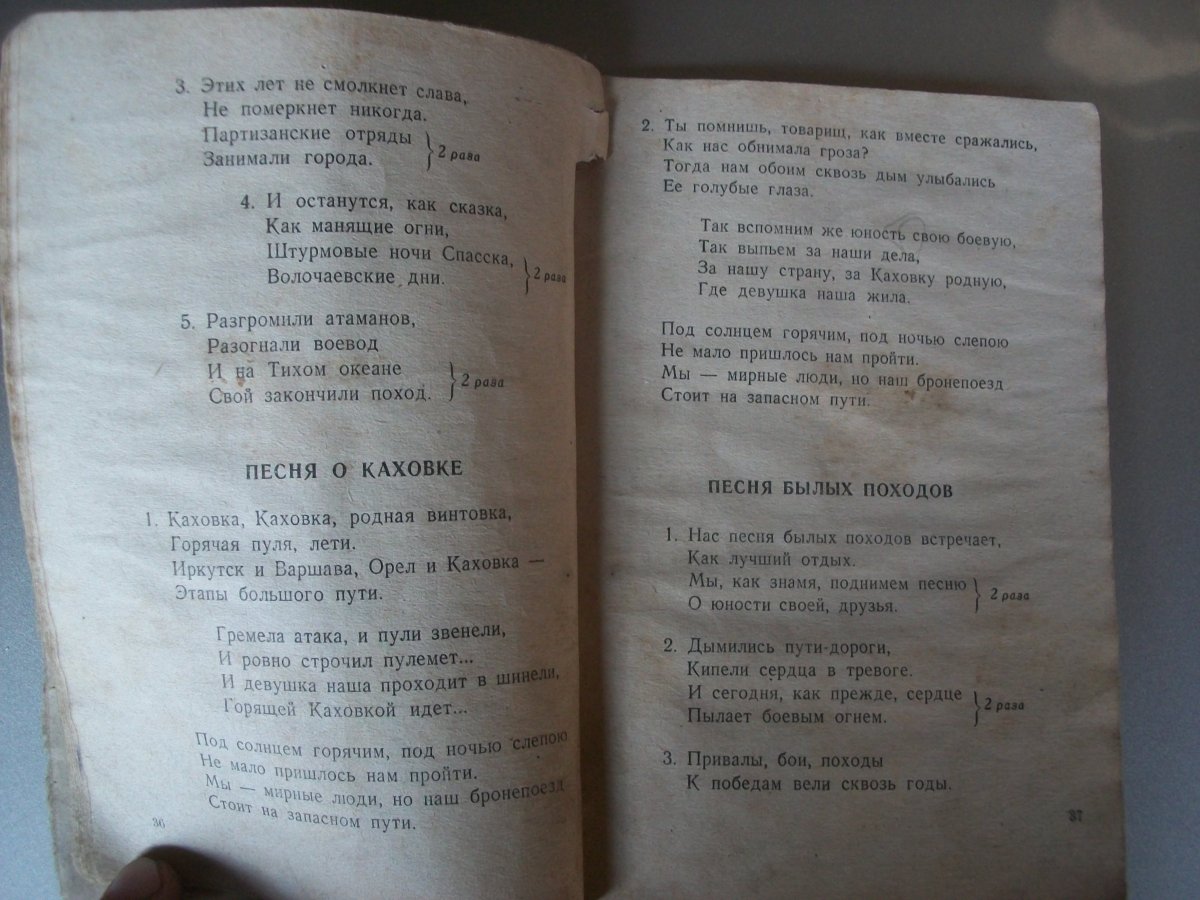 3. Этих лет не смолкнет слава,
Не померкнет никогда.
Партизанские отряды
Занимали города.
2 раза
4. И останутся, как сказка,
Как манящие огни,
Штурмовые ночи Спасска,
Волочаевские дни.
2 раза
5. Разгромили атаманов,
Разогнали воевод
И на Тихом океане
Свой закончили поход.
2 раза
ПЕСНЯ О КАХОВКЕ
1. Каховка, Каховка, родная винтовка,
Горячая пуля, лети.
Иркутск и Варшава, Орел и Каховка —
Этапы большого пути.
Гремела атака, и пули звенели,
И ровно строчил пулемет...
И девушка наша проходит в шинели,
Горящей Каховкой идет...
Под солнцем горячим, под ночью слепою
Не мало пришлось нам пройти.
Мы — мирные люди, но наш бронепоезд
Стоит на запасном пути.
36
2. Ты помнишь, товарищ, как вместе сражались,
Как нас обнимала гроза?
Тогда нам обоим сквозь дым улыбались
Ее голубые глаза.
Так вспомним же юность свою боевую,
Так выпьем за наши дела,
За нашу страну, за Каховку родную,
Где девушка наша жила.
Под солнцем горячим, под ночью слепою
Не мало пришлось нам пройти.
Мы — мирные люди, но наш бронепоезд
Стоит на запасном пути.
ПЕСНЯ БЫЛЫХ ПОХОДОВ
1. Нас песня былых походов встречает,
Как лучший отдых.
Мы, как знамя, поднимем песню
О юности своей, друзья.
2 раза
2. Дымились пути-дороги,
Кипели сердца в тревоге.
И сегодня, как прежде, сердце
Пылает боевым огнем.
2 раза
3. Привалы, бои, походы
К победам вели сквозь годы.
37